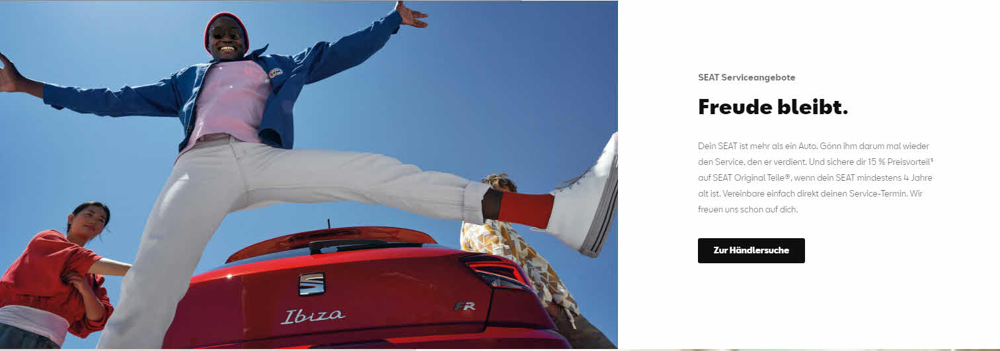 SEAT Serviceangebote
Freude bleibt.
Dein SEAT ist mehr als ein Auto. Gönn ihm darum mal wieder
den Service, den er verdient. Und sichere dir 15 % Preisvorteil⁵
auf SEAT Original Teile®, wenn dein SEAT mindestens 4 Jahre
alt ist. Vereinbare einfach direkt deinen Service-Termin. Wir
freuen uns schon auf dich.
Zur Händlersuche
Ibiza
FR